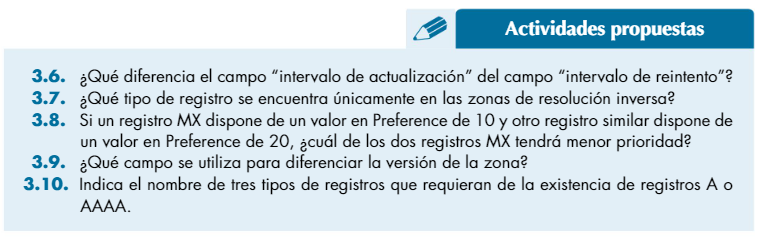 Actividades propuestas
3.6. ¿Qué diferencia el campo “intervalo de actualización” del campo “intervalo de reintento”?
3.7. ¿Qué tipo de registro se encuentra únicamente en las zonas de resolución inversa?
3.8. Si un registro MX dispone de un valor en Preference de 10 y otro registro similar dispone de
un valor en Preference de 20, ¿cuál de los dos registros MX tendrá menor prioridad?
3.9. ¿Qué campo se utiliza para diferenciar la versión de la zona?
3.10. Indica el nombre de tres tipos de registros que requieran de la existencia de registros A o
AAAA.